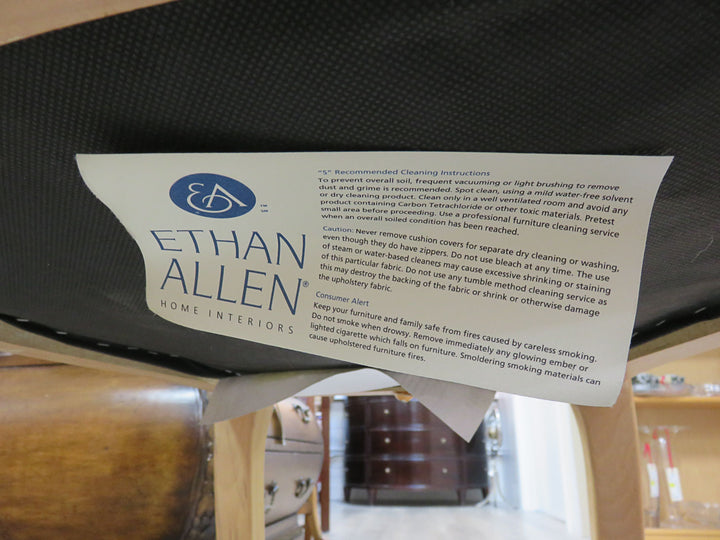 EA
TM
SM
ETHAN
ALLEN®
HOME INTERIORS
"S" Recommended Cleaning Instructions
To prevent overall soil, frequent vacuuming or light brushing to remove
dust and grime is recommended. Spot clean, using a mild water-free solvent
or dry cleaning product. Clean only in a well ventilated room and avoid any
product containing Carbon Tetrachloride or other toxic materials. Pretest
small area before proceeding. Use a professional furniture cleaning service
when an overall soiled condition has been reached.
Caution: Never remove cushion covers for separate dry cleaning or washing,
even though they do have zippers. Do not use bleach at any time. The use
of steam or water-based cleaners may cause excessive shrinking or staining
of this particular fabric. Do not use any tumble method cleaning service as
this may destroy the backing of the fabric or shrink or otherwise damage
the upholstery fabric.
Consumer Alert
Keep your furniture and family safe from fires caused by careless smoking.
Do not smoke when drowsy. Remove immediately any glowing ember or
lighted cigarette which falls on furniture. Smoldering smoking materials can
cause upholstered furniture fires.